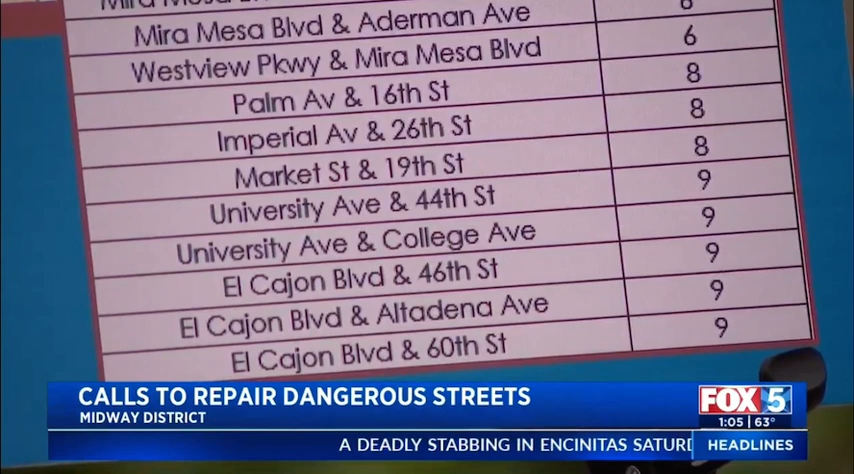 Mira Mesa
Mira Mesa Blvd & Aderman Ave
Westview Pkwy & Mira Mesa Blvd 6
Palm Av & 16th St 8
Imperial Av & 26th St 8
Market St & 19th St 8
University Ave & 44th St 9
University Ave & College Ave 9
El Cajon Blvd & 46th St 9
El Cajon Blvd & Altadena Ave 9
El Cajon Blvd & 60th St 9
CALLS TO REPAIR DANGEROUS STREETS
MIDWAY DISTRICT
FOX 5
1:05 | 63°
A DEADLY STABBING IN ENCINITAS SATUR
HEADLINES